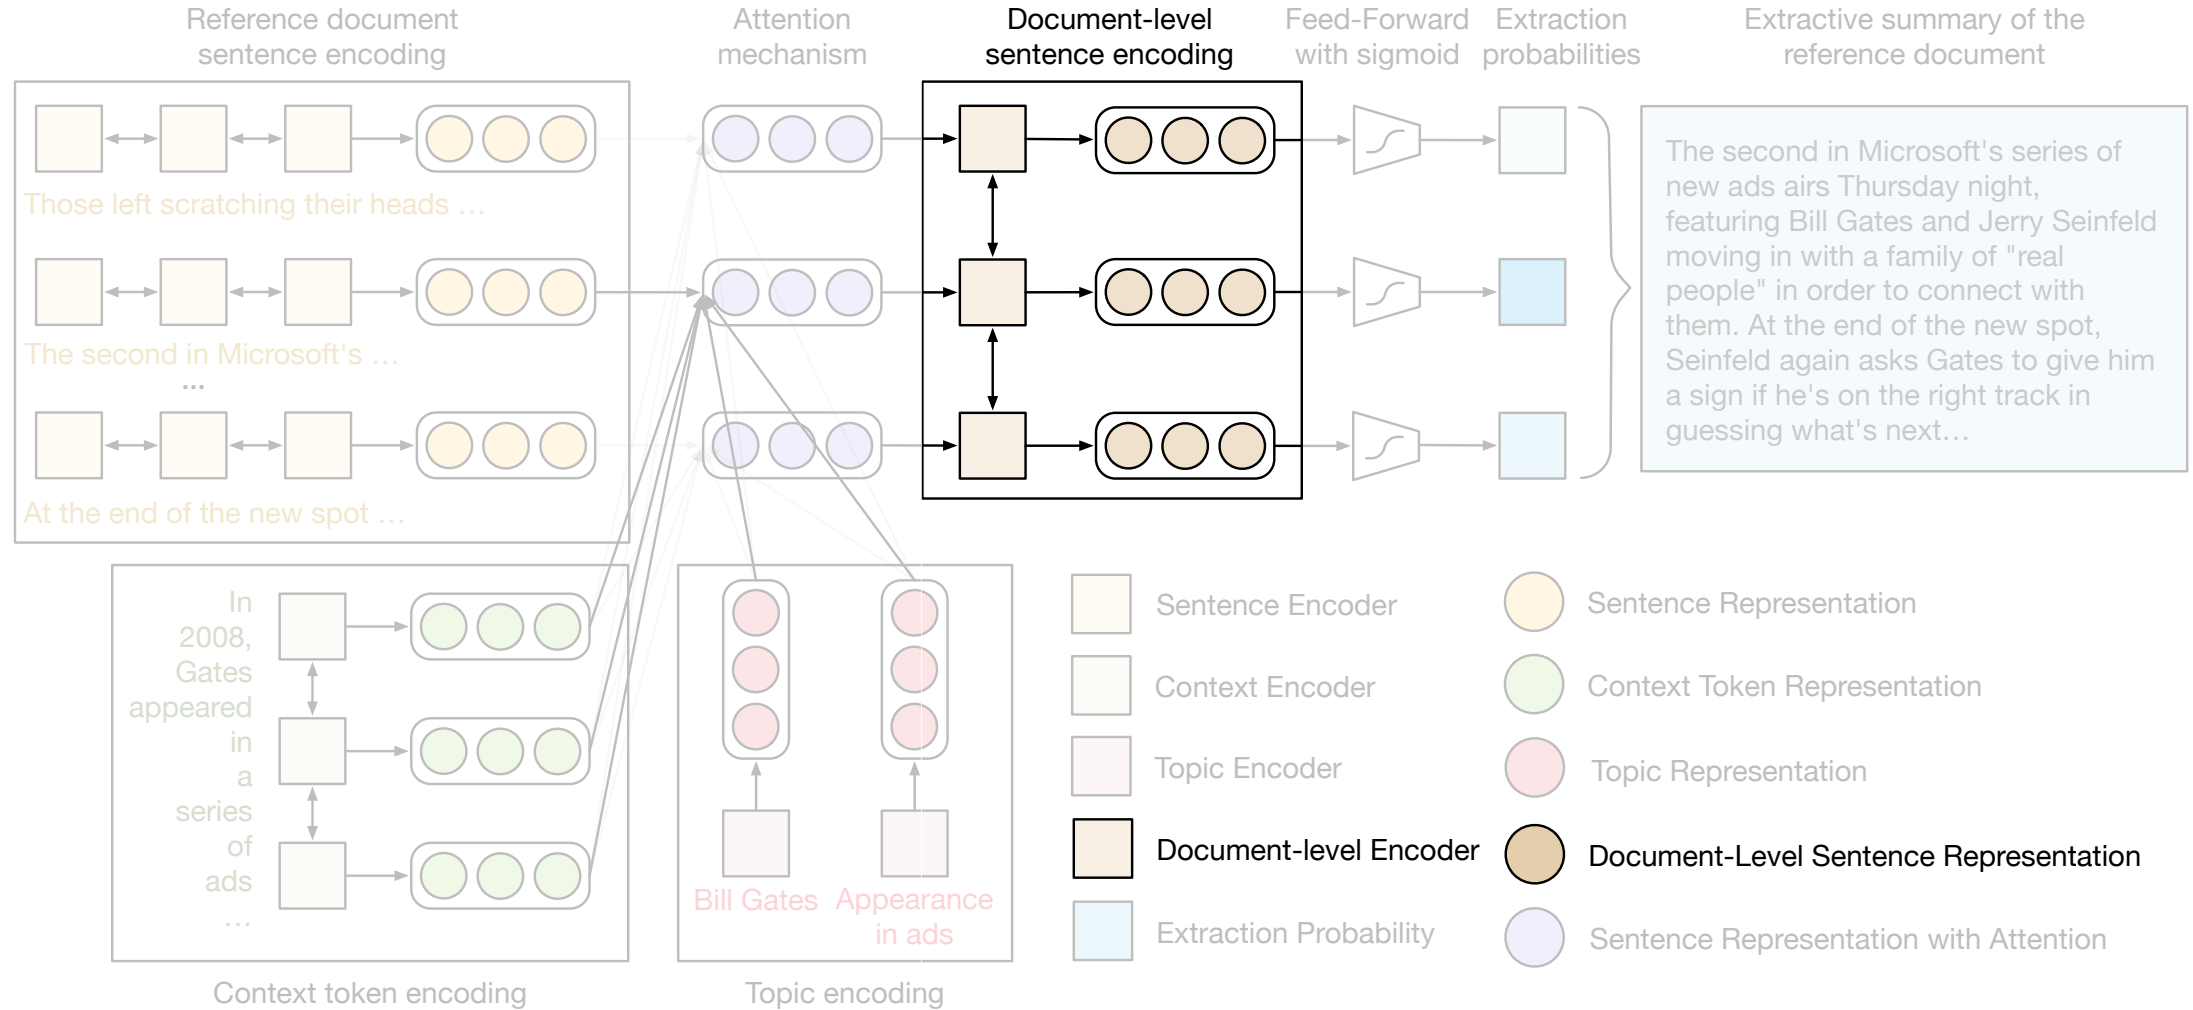 Reference document
sentence encoding
Attention
mechanism
Document-level
sentence encoding
Feed-Forward
with sigmoid
Extraction
probabilities
Extractive summary of the
reference document
Those left scratching their heads …
The second in Microsoft's …
...
At the end of the new spot …
The second in Microsoft's series of
new ads airs Thursday night,
featuring Bill Gates and Jerry Seinfeld
moving in with a family of "real
people" in order to connect with
them. At the end of the new spot,
Seinfeld again asks Gates to give him
a sign if he's on the right track in
guessing what's next…
In
2008,
Gates
appeared
in
a
series
of
ads
…
Context token encoding
Bill Gates
Appearance
in ads
Topic encoding
Sentence Encoder
Context Encoder
Topic Encoder
Document-level Encoder
Extraction Probability
Sentence Representation
Context Token Representation
Topic Representation
Document-Level Sentence Representation
Sentence Representation with Attention